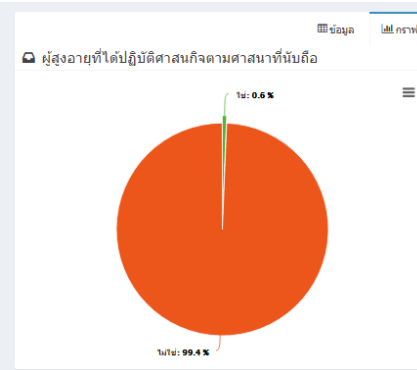 ข้อมูล กราฟ
ผู้สูงอายุที่ได้ปฏิบัติศาสนกิจตามศาสนาที่นับถือ
ใช่: 0.6 %
ไม่ใช่: 99.4 %